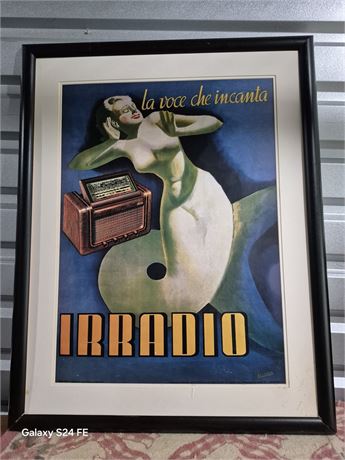 la voce che incanta
IRRADIO
Galaxy S24 FE